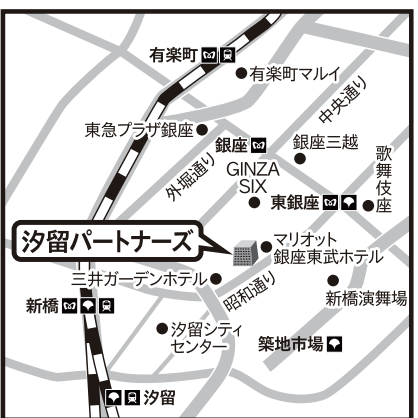 有楽町
有楽町マルイ
中央通り
東急プラザ銀座
銀座
銀座三越
歌舞伎座
外堀通り
GINZA
SIX
東銀座
汐留パートナーズ
マリオット
銀座東武ホテル
三井ガーデンホテル
昭和通り
新橋演舞場
新橋
汐留シティ
センター
築地市場
汐留